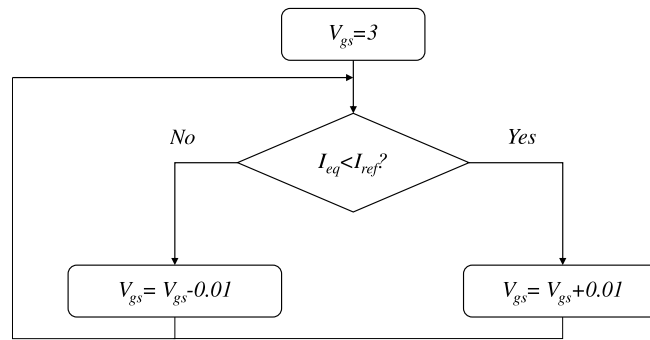 Vgs=3
No
Yes
Ieq<Iref?
Vgs= Vgs-0.01
Vgs= Vgs+0.01